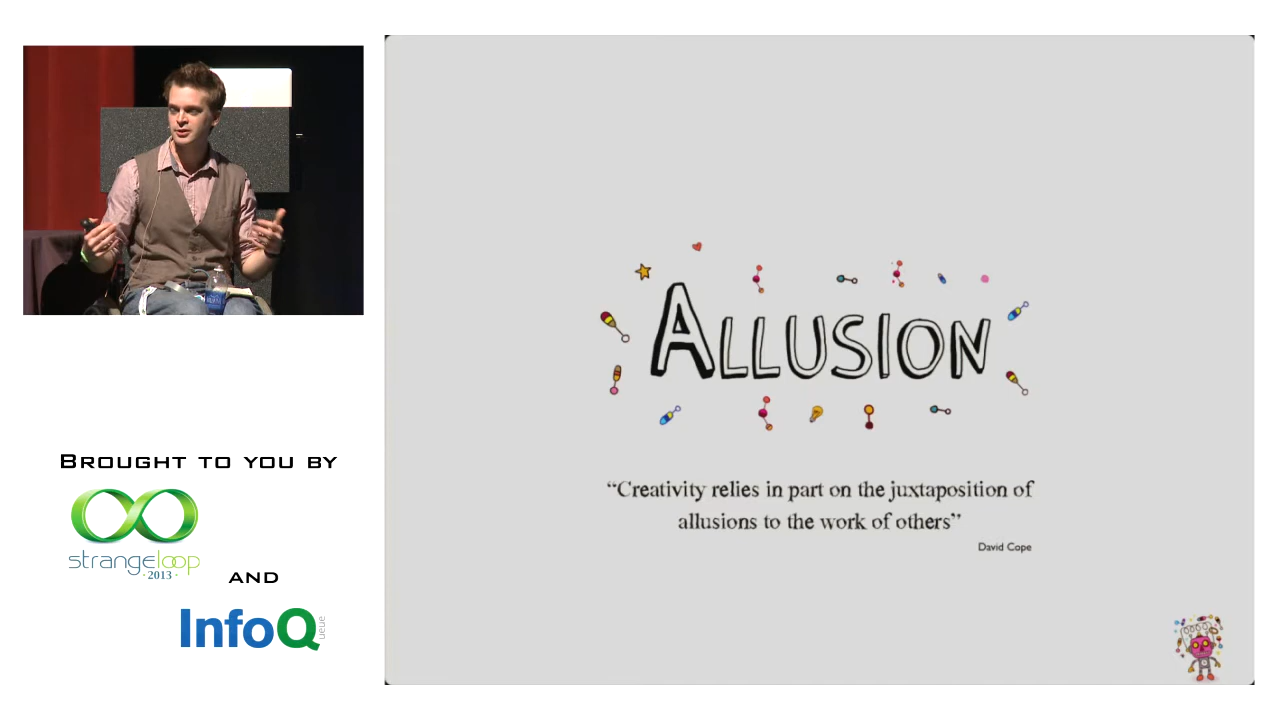 ALLUSION
“Creativity relies in part on the juxtaposition of
allusions to the work of others”
David Cope
BROUGHT TO YOU BY
strangeloop
·2013·
AND
InfoQ
ueue